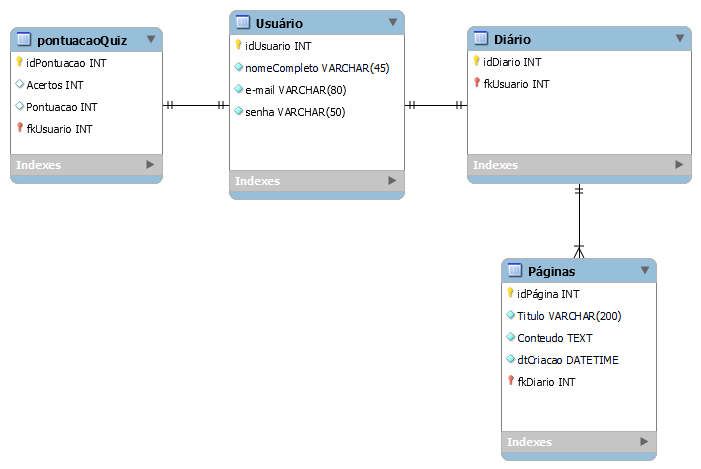 pontuacaoQuiz
idPontuacao INT
Acertos INT
Pontuacao INT
fkUsuario INT
Indexes
Usuário
idUsuario INT
nomeCompleto VARCHAR(45)
e-mail VARCHAR(80)
senha VARCHAR(50)
Indexes
Diário
idDiario INT
fkUsuario INT
Indexes
Páginas
idPágina INT
Titulo VARCHAR(200)
Conteudo TEXT
dtCriacao DATETIME
fkDiario INT
Indexes